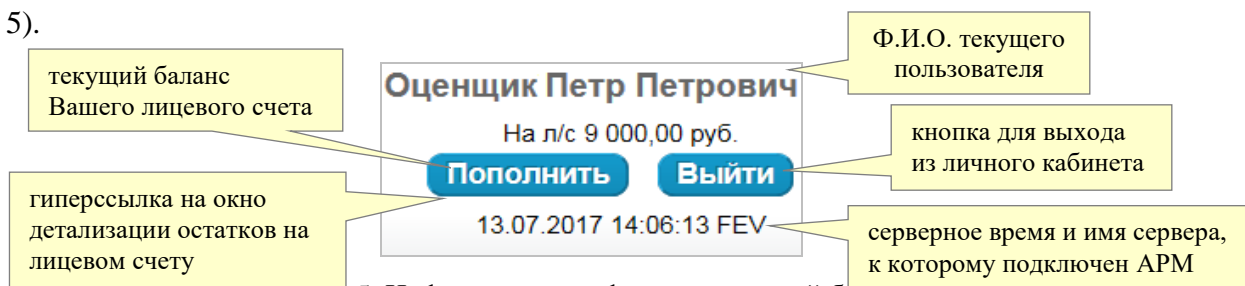 5).
Ф.И.О. текущего
пользователя
текущий баланс
Вашего лицевого счета
Оценщик Петр Петрович
На л/с 9 000,00 руб.
кнопка для выхода
из личного кабинета
Пополнить
Выйти
гиперссылка на окно
детализации остатков на
лицевом счету
13.07.2017 14:06:13 FEV
серверное время и имя сервера,
к которому подключен АРМ